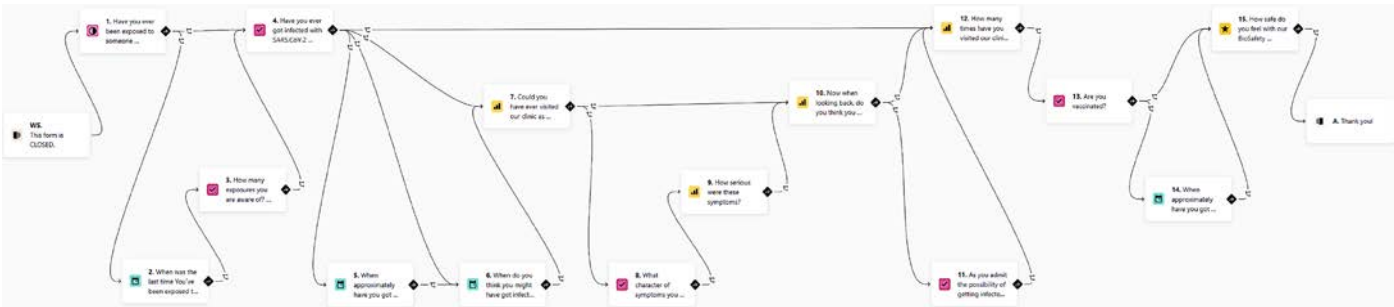 WS.
This form is
CLOSED.
1. Have you ever
been exposed to
someone ...
2. When was the
last time You've
been exposed t...
3. How many
exposures you
are aware of? ...
4. Have you ever
got infected with
SARS/CoV-2 ...
5. When
approximately
have you got ...
6. When do you
think you might
have got infect...
7. Could you
have ever visited
our clinic as ...
8. What
character of
symptoms you ...
9. How serious
were these
symptoms?
10. Now when
looking back, do
you think you ...
11. As you admit
the possibility of
getting infecto...
12. How many
times have you
visited our clini...
13. Are you
vaccinated?
14. When
approximately
have you got ...
15. How safe do
you feel with our
BioSafety ...
A. Thank you!